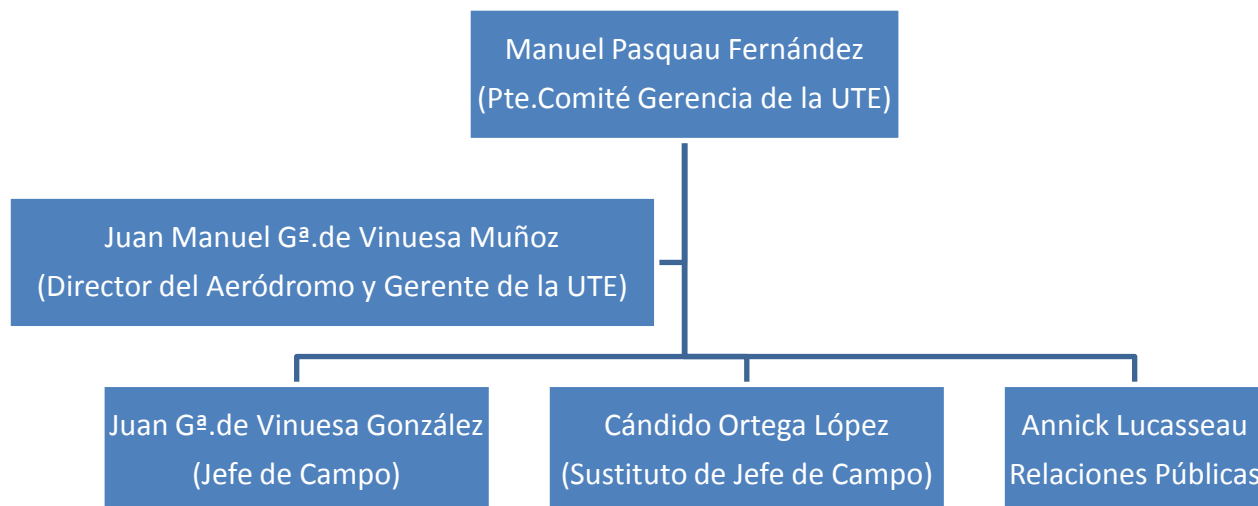 Manuel Pasquau Fernández
(Pte.Comité Gerencia de la UTE)
Juan Manuel Gª.de Vinuesa Muñoz
(Director del Aeródromo y Gerente de la UTE)
Juan Gª.de Vinuesa González
(Jefe de Campo)
Cándido Ortega López
(Sustituto de Jefe de Campo)
Annick Lucasseau
Relaciones Públicas